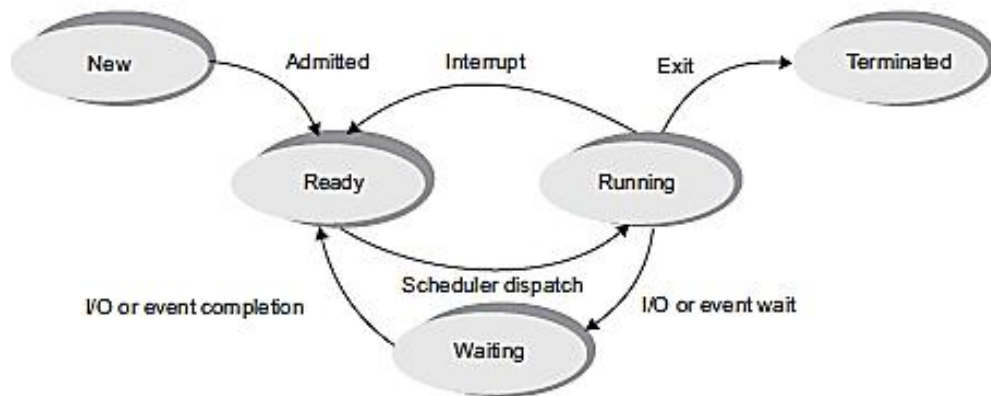 New
Admitted
Interrupt
Exit
Terminated
Ready
Running
Scheduler dispatch
I/O or event completion
I/O or event wait
Waiting